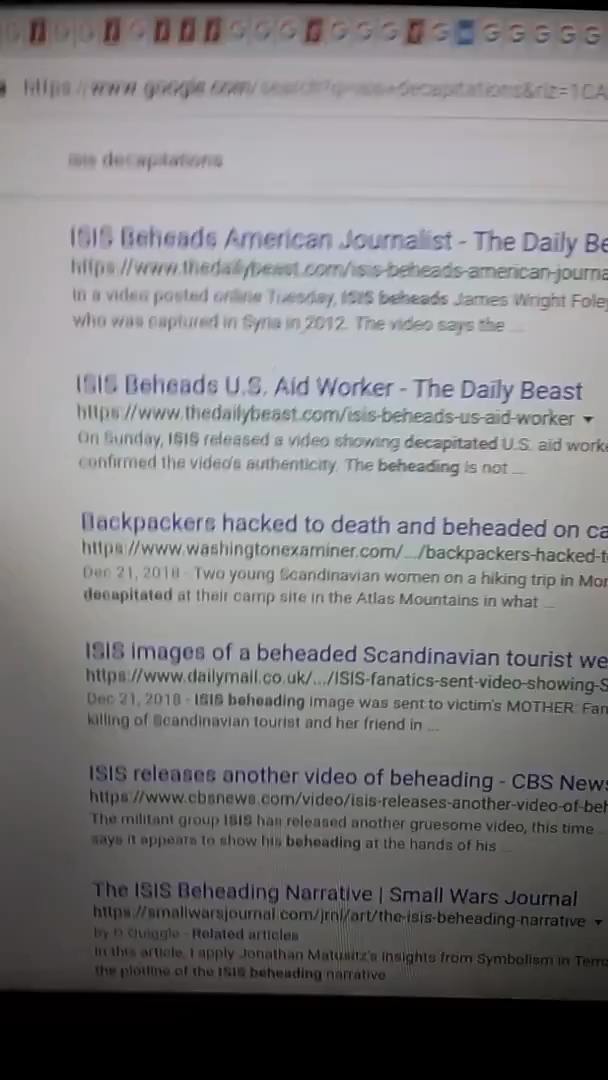 https://www.google.com/search?q=isis+decapitations&rlz=1CA
isis decapitations
ISIS Beheads American Journalist - The Daily Be
https://www.thedailybeast.com/isis-beheads-american-journa
In a video posted online Tuesday, ISIS beheads James Wright Foley
who was captured in Syria in 2012. The video says the ...
ISIS Beheads U.S. Aid Worker - The Daily Beast
https://www.thedailybeast.com/isis-beheads-us-aid-worker
On Sunday, ISIS released a video showing decapitated U.S. aid worke
confirmed the video's authenticity. The beheading is not ...
Backpackers hacked to death and beheaded on ca
https://www.washingtonexaminer.com/.../backpackers-hacked-t
Dec 21, 2018 - Two young Scandinavian women on a hiking trip in Mor
decapitated at their camp site in the Atlas Mountains in what ...
ISIS images of a beheaded Scandinavian tourist we
https://www.dailymail.co.uk/.../ISIS-fanatics-sent-video-showing-S
Dec 21, 2018 - ISIS beheading image was sent to victim's MOTHER: Fan
killing of Scandinavian tourist and her friend in ...
ISIS releases another video of beheading - CBS News
https://www.cbsnews.com/video/isis-releases-another-video-of-beh
The militant group ISIS has released another gruesome video, this time ...
says it appears to show his beheading at the hands of his ...
The ISIS Beheading Narrative | Small Wars Journal
https://smallwarsjournal.com/jrnl/art/the-isis-beheading-narrative
by D Quiggle - Related articles
In this article, I apply Jonathan Matusitz's insights from Symbolism in Terro
the plotline of the ISIS beheading narrative